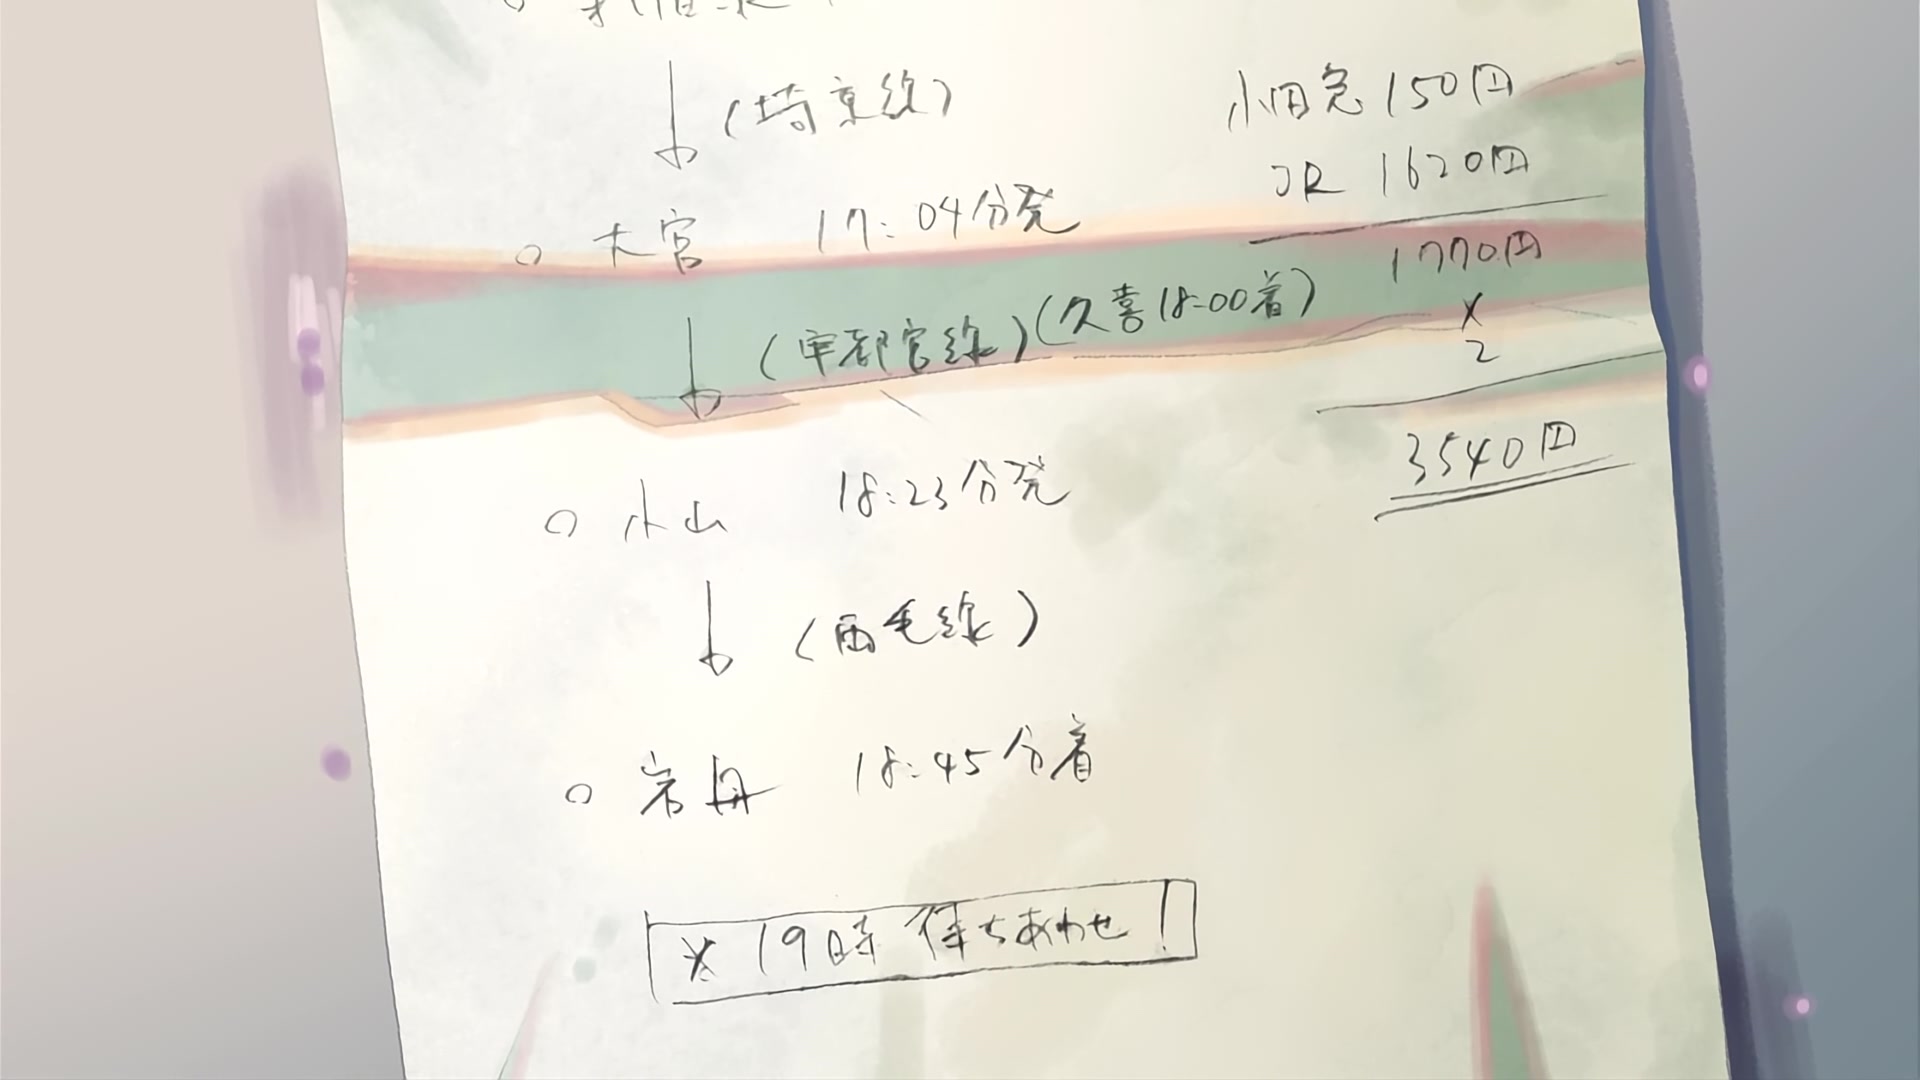 (埼京線)
小田急 150円
JR 1620円
○ 大宮 17:04分発
1770円
×
2
(宇都宮線)(久喜18:00着)
3540円
○ 小山 18:23分発
(両毛線)
○ 岩舟 18:45分着
※ 19時 待ちあわせ!